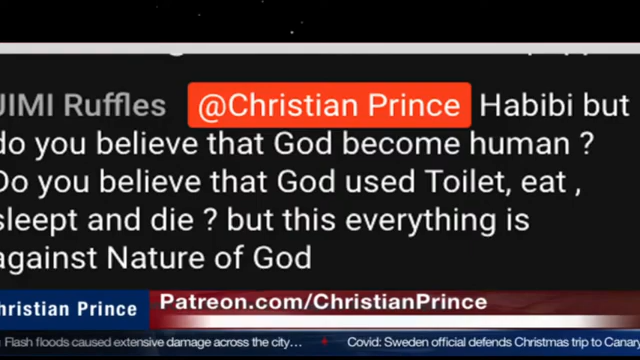 JIMI Ruffles @Christian Prince Habibi but
do you believe that God become human ?
Do you believe that God used Toilet, eat ,
sleept and die ? but this everything is
against Nature of God
Christian Prince
Patreon.com/ChristianPrince
Flash floods caused extensive damage across the city... Covid: Sweden official defends Christmas trip to Canary